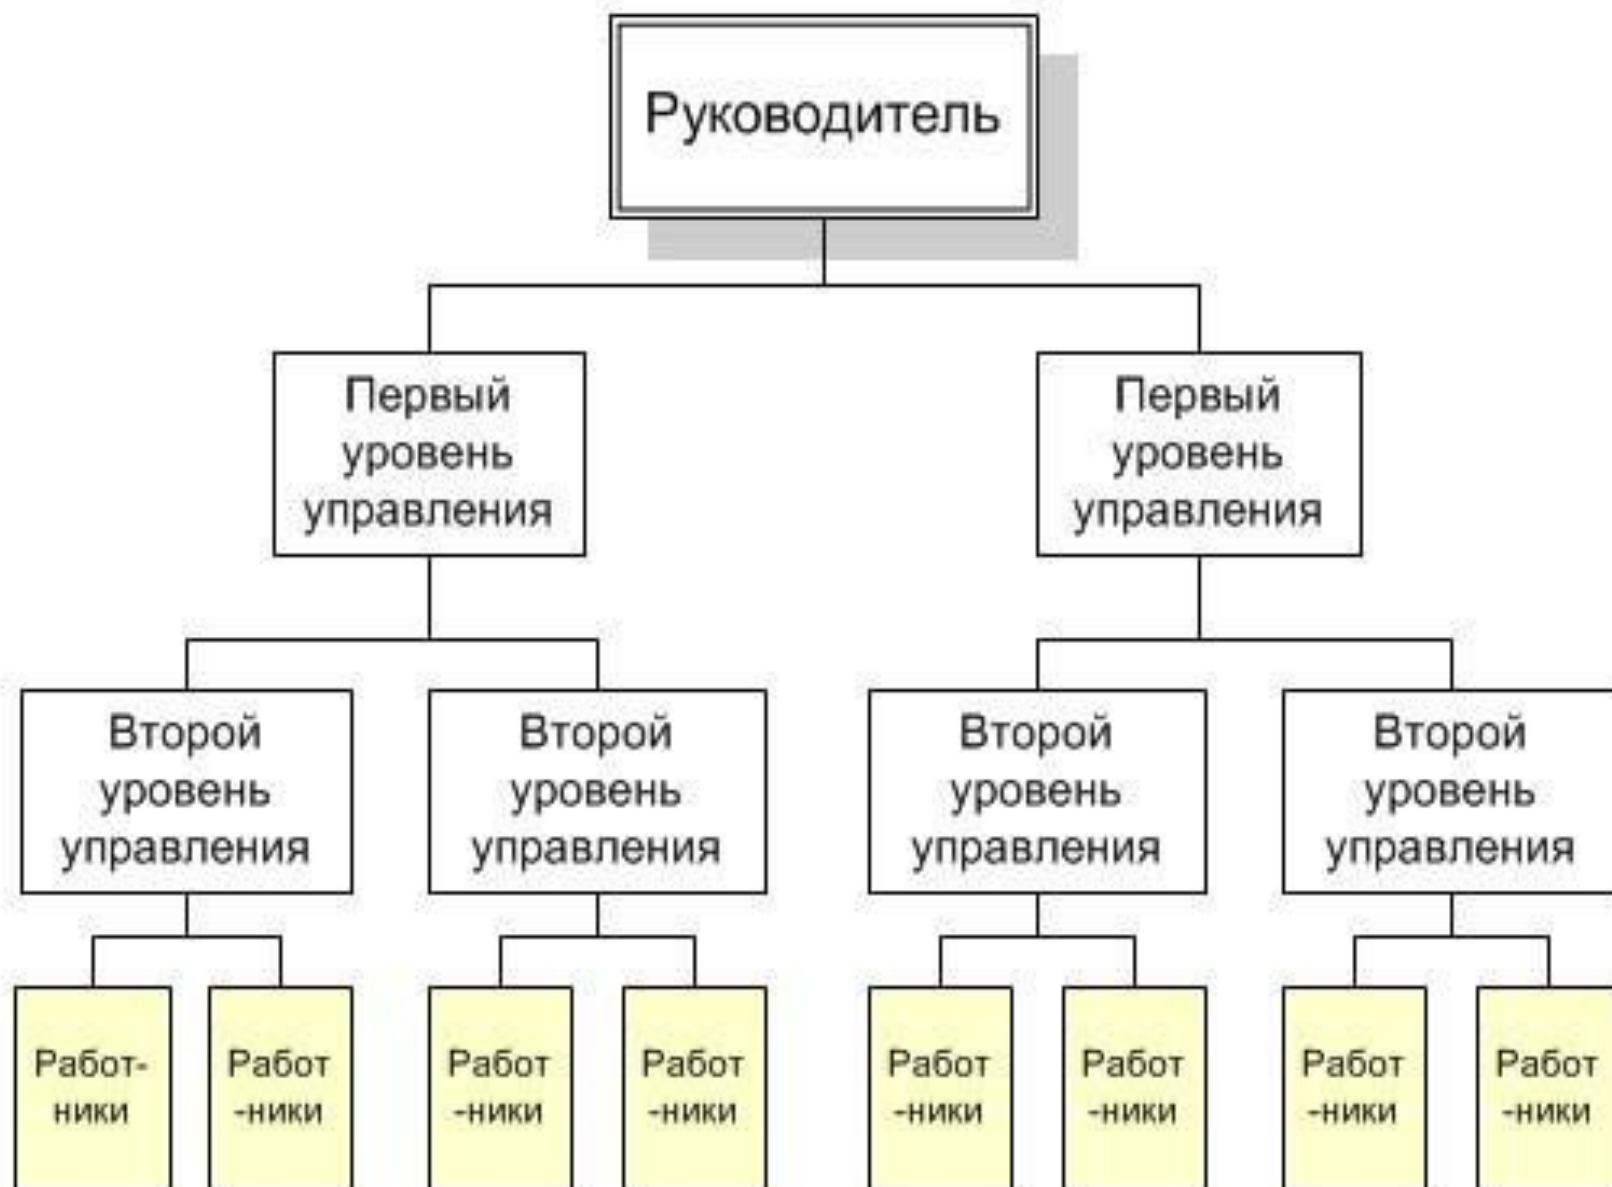 Руководитель
Первый
уровень
управления
Первый
уровень
управления
Второй
уровень
управления
Второй
уровень
управления
Второй
уровень
управления
Второй
уровень
управления
Работ-
ники
Работ
-ники
Работ
-ники
Работ
-ники
Работ
-ники
Работ
-ники
Работ
-ники
Работ
-ники